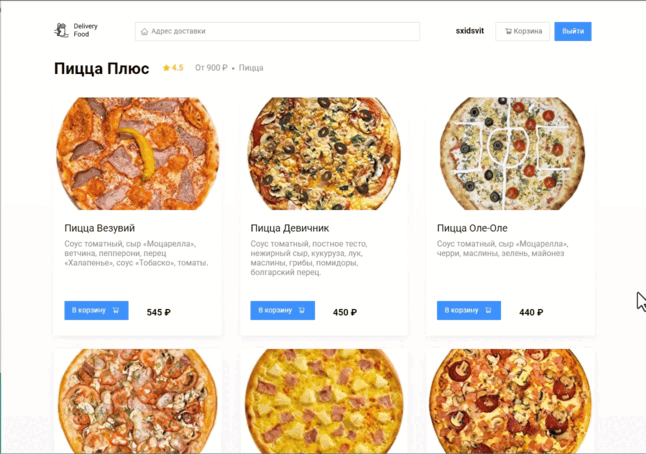 Delivery
Food
Адрес доставки
sxidsvit
Корзина
Выйти
Пицца Плюс
4.5
От 900 ₽ • Пицца
Пицца Везувий
Соус томатный, сыр «Моцарелла»,
ветчина, пепперони, перец
«Халапенье», соус «Тобаско», томаты.
В корзину
545 ₽
Пицца Девичник
Соус томатный, постное тесто,
нежирный сыр, кукуруза, лук,
маслины, грибы, помидоры,
болгарский перец.
В корзину
450 ₽
Пицца Оле-Оле
Соус томатный, сыр «Моцарелла»,
черри, маслины, зелень, майонез
В корзину
440 ₽